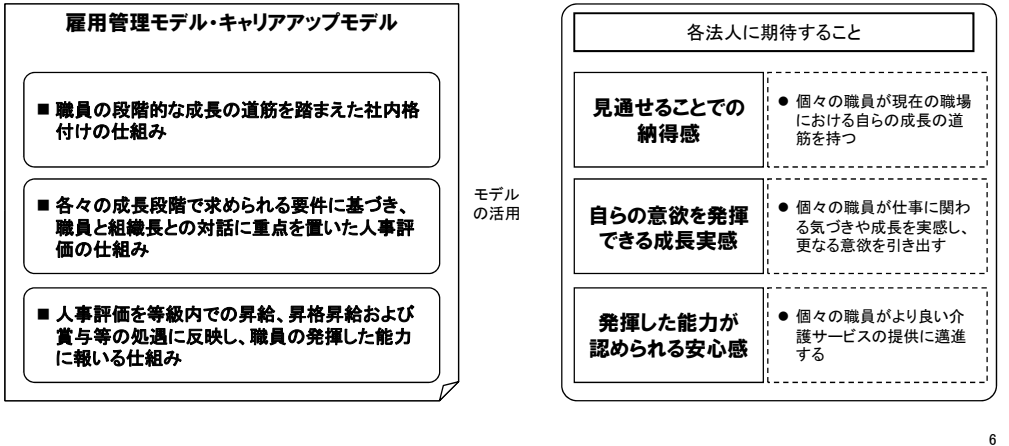 雇用管理モデル・キャリアアップモデル
■ 職員の段階的な成長の道筋を踏まえた社内格
付けの仕組み
■ 各々の成長段階で求められる要件に基づき、
職員と組織長との対話に重点を置いた人事評
価の仕組み
■ 人事評価を等級内での昇給、昇格昇給および
賞与等の処遇に反映し、職員の発揮した能力
に報いる仕組み
モデル
の活用
各法人に期待すること
見通せることでの
納得感
● 個々の職員が現在の職場
における自らの成長の道
筋を持つ
自らの意欲を発揮
できる成長実感
● 個々の職員が仕事に関わ
る気づきや成長を実感し、
更なる意欲を引き出す
発揮した能力が
認められる安心感
● 個々の職員がより良い介
護サービスの提供に邁進
する
6